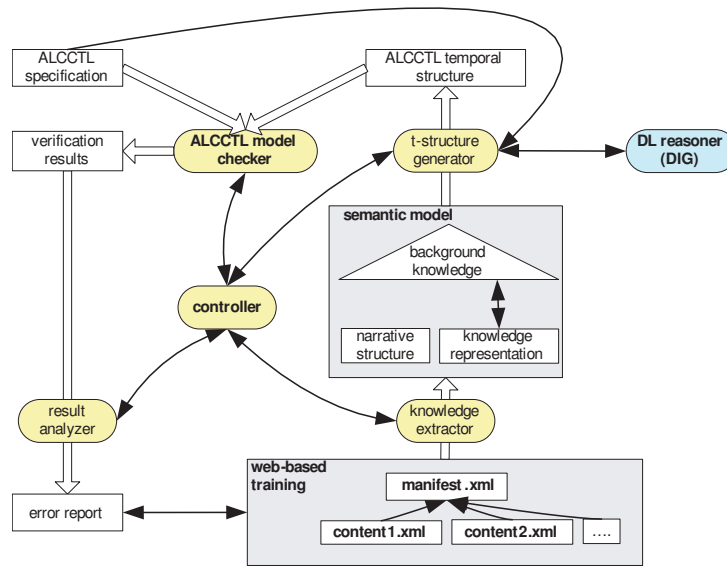 ALCCTL
specification
ALCCTL temporal
structure
verification
results
ALCCTL model
checker
t-structure
generator
DL reasoner
(DIG)
semantic model
background
knowledge
controller
narrative
structure
knowledge
representation
result
analyzer
knowledge
extractor
web-based
training
manifest.xml
error report
content1.xml
content2.xml
....